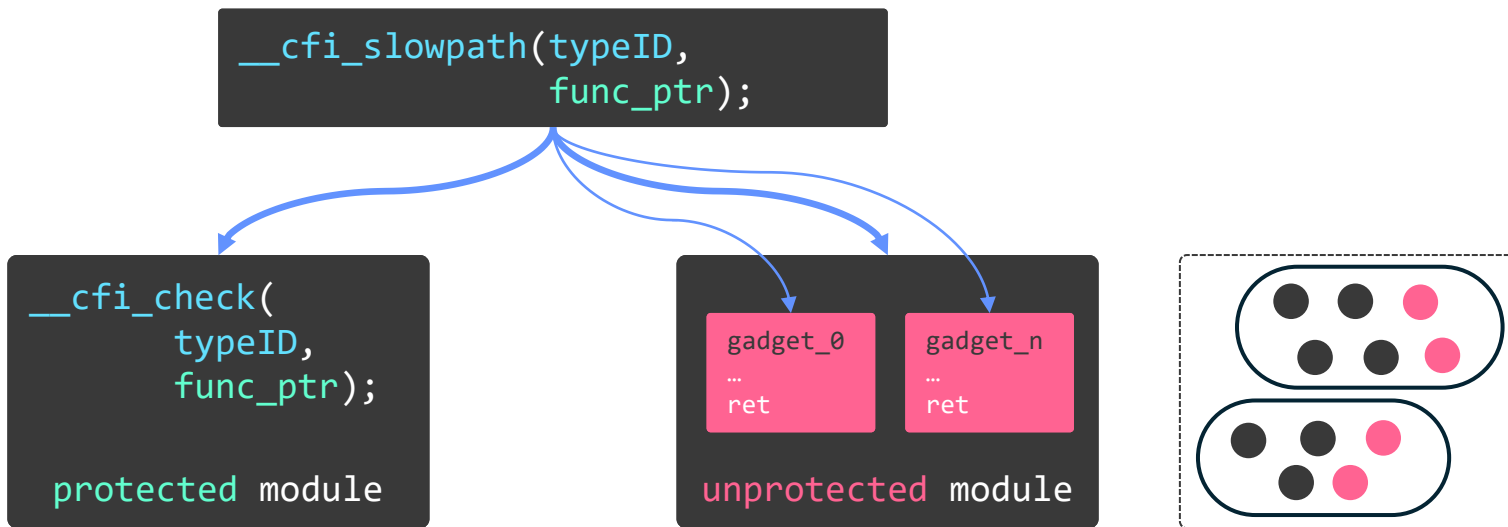 __cfi_slowpath(typeID,
func_ptr);
__cfi_check(
typeID,
func_ptr);
protected module
gadget_0
…
ret
gadget_n
…
ret
unprotected module